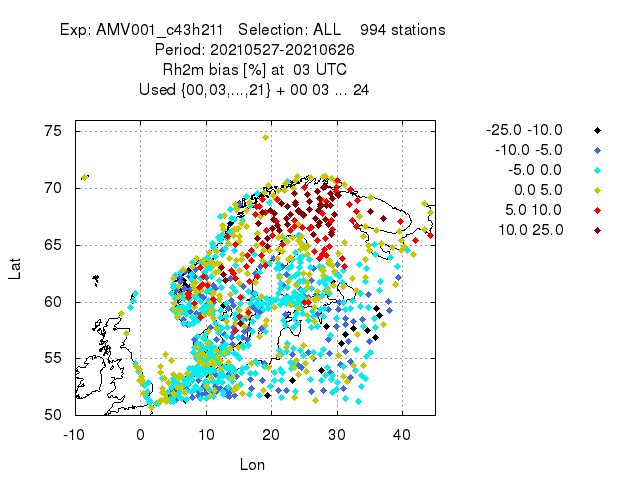 Exp: AMV001_c43h211 Selection: ALL 994 stations
Period: 20210527-20210626
Rh2m bias [%] at 03 UTC
Used {00,03,...,21} + 00 03 ... 24
-25.0 -10.0
-10.0 -5.0
-5.0 0.0
0.0 5.0
5.0 10.0
10.0 25.0
75
70
65
60
55
50
Lat
-10 0 10 20 30 40
Lon